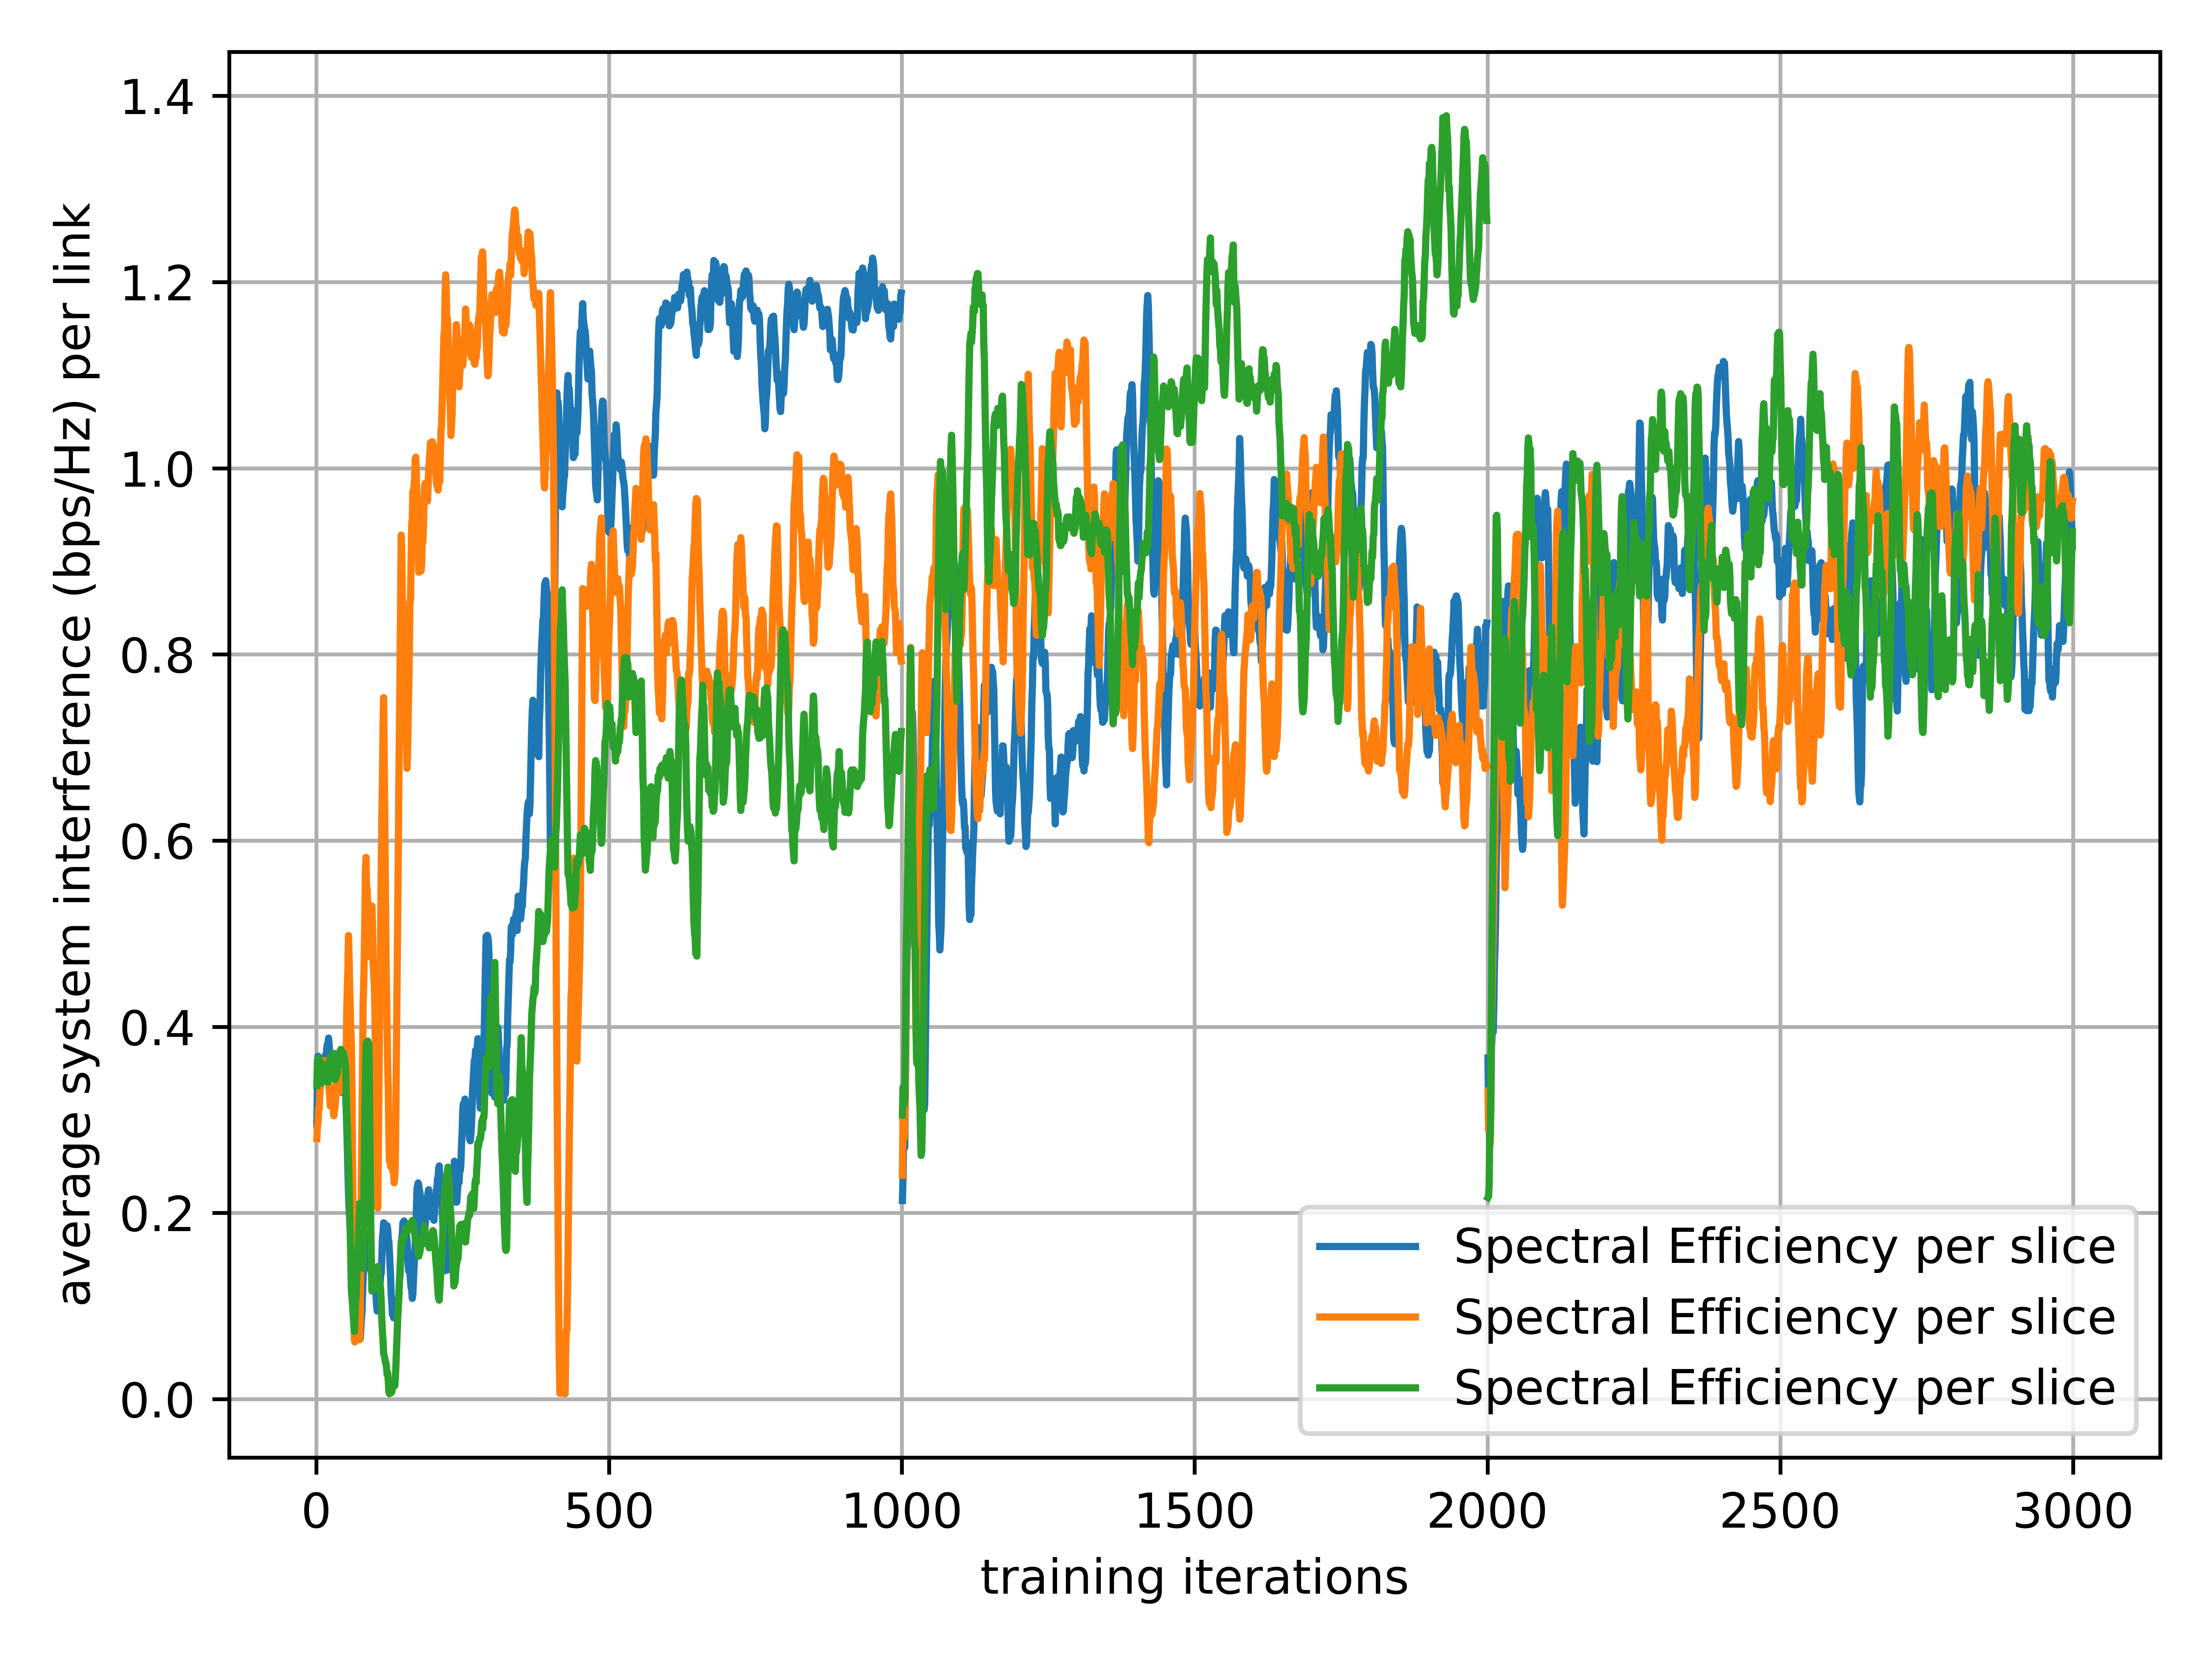 average system interference (bps/Hz) per link
1.4
1.2
1.0
0.8
0.6
0.4
0.2
0.0
Spectral Efficiency per slice
Spectral Efficiency per slice
Spectral Efficiency per slice
0 500 1000 1500 2000 2500 3000
training iterations